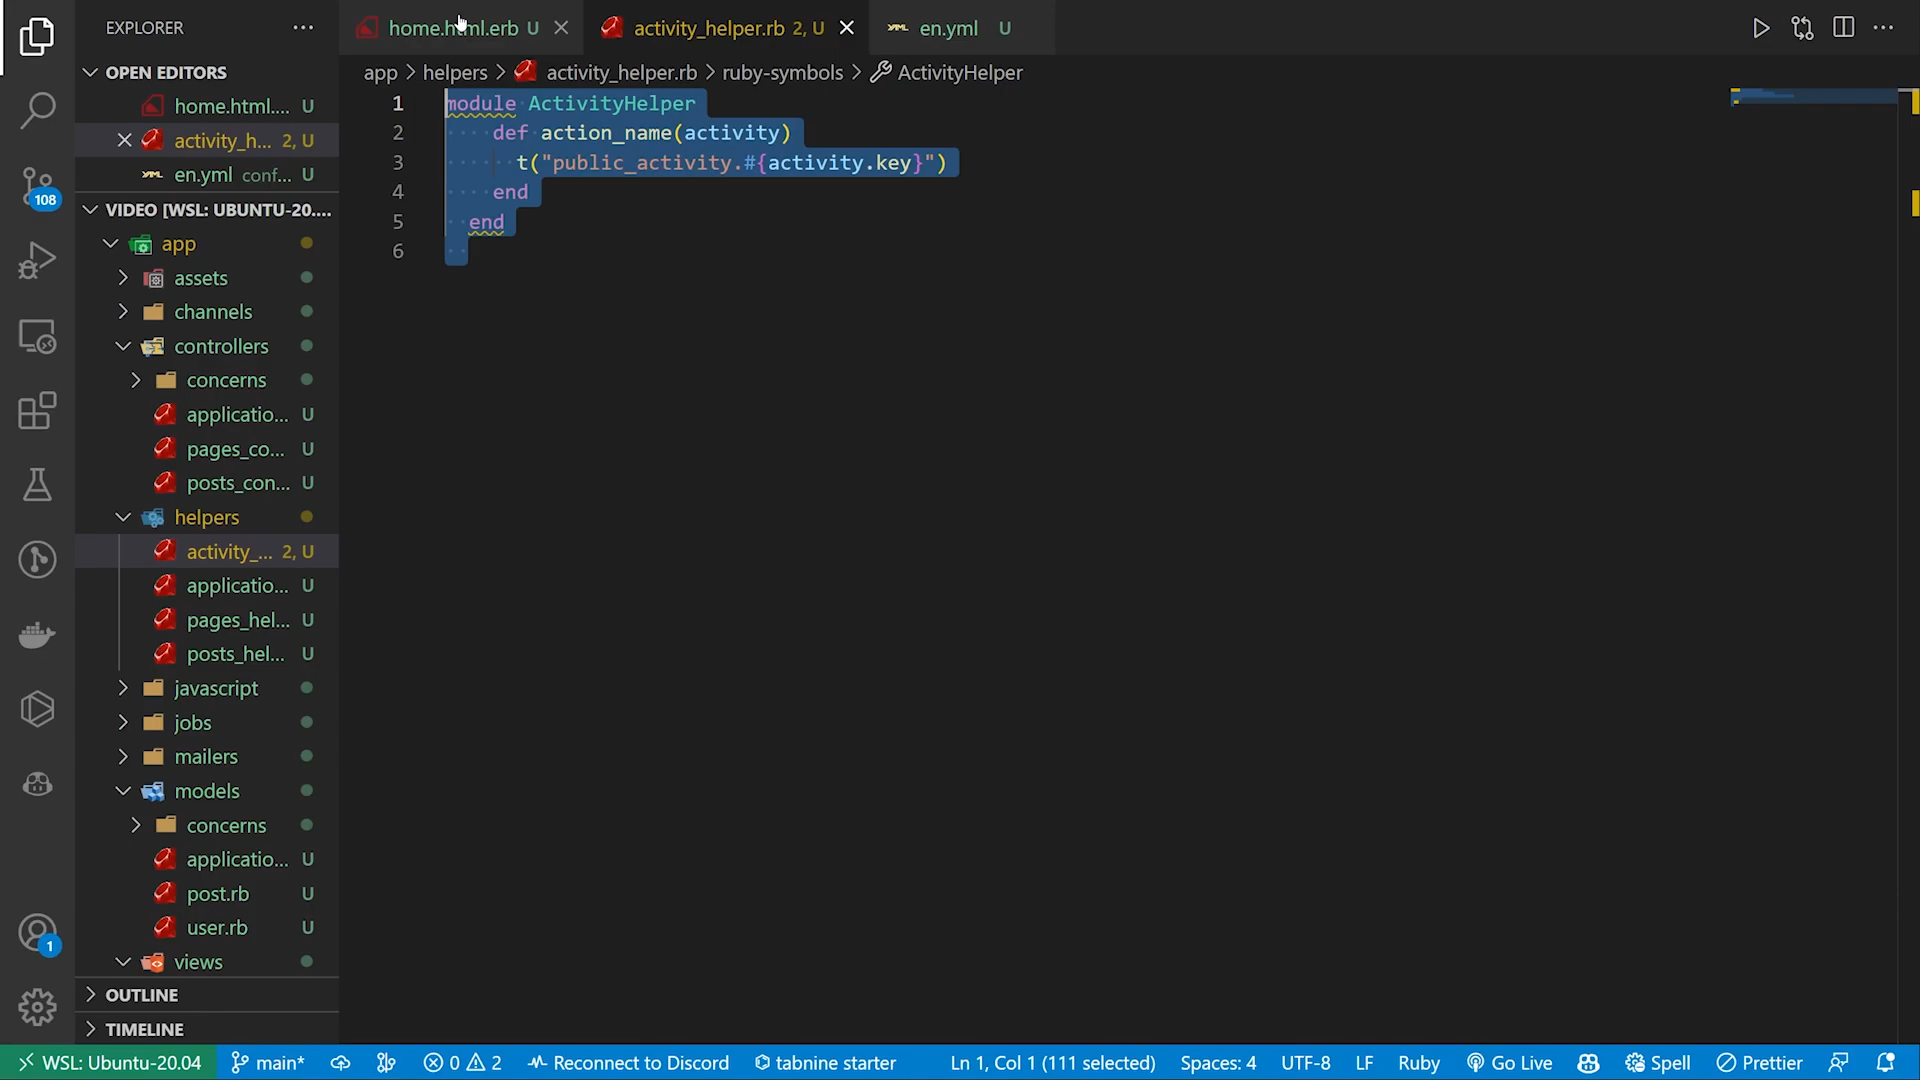 EXPLORER
home.html.erb U
activity_helper.rb 2, U
en.yml U
OPEN EDITORS
home.html.... U
activity_h... 2, U
en.yml conf... U
VIDEO [WSL: UBUNTU-20....
app
assets
channels
controllers
concerns
applicatio... U
pages_co... U
posts_con... U
helpers
activity_... 2, U
applicatio... U
pages_hel... U
posts_hel... U
javascript
jobs
mailers
models
concerns
applicatio... U
post.rb U
user.rb U
views
OUTLINE
TIMELINE
108
1
app > helpers > activity_helper.rb > ruby-symbols > ActivityHelper
1 module ActivityHelper
2 def action_name(activity)
3 t("public_activity.#{activity.key}")
4 end
5 end
6
WSL: Ubuntu-20.04 main* 0 2 Reconnect to Discord tabnine starter Ln 1, Col 1 (111 selected) Spaces: 4 UTF-8 LF Ruby Go Live Spell Prettier